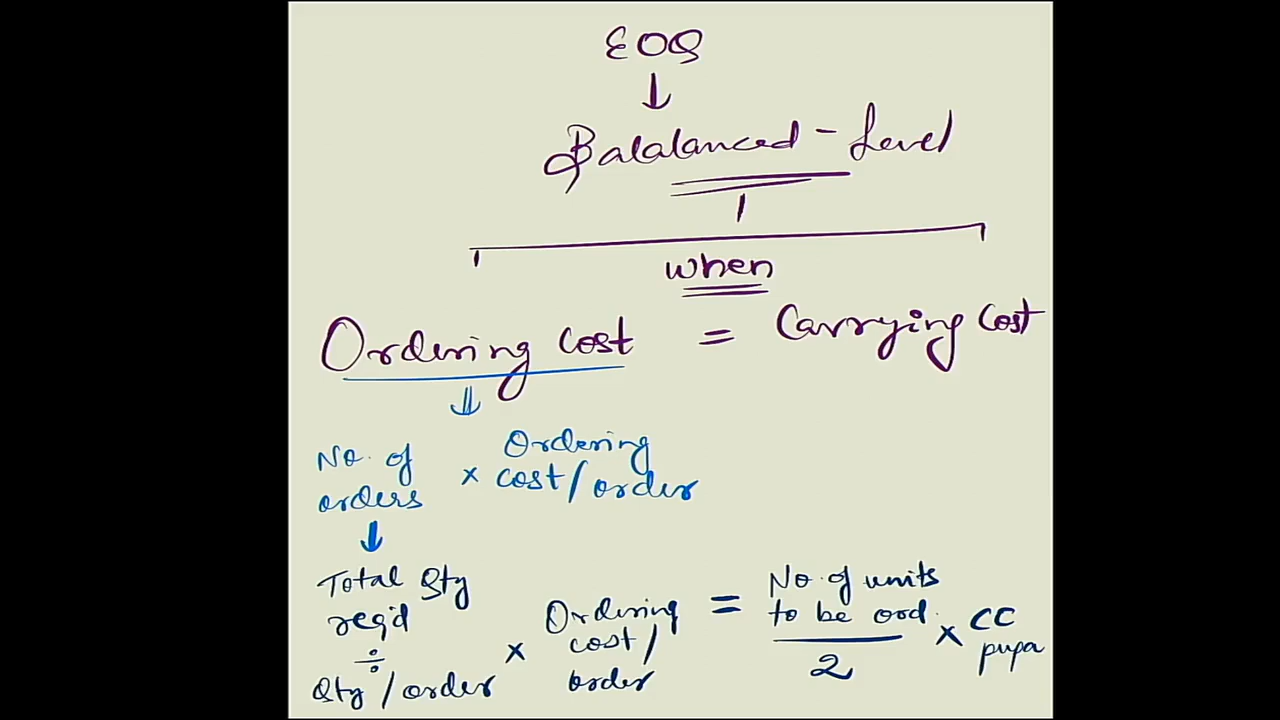 EOQ
↓
Balalanced - Level
when
Ordering cost = Carrying cost
⇓
No. of orders × Ordering cost/order
↓
Total Qty
req'd
÷
Qty/order
× Ordering
cost/
order
= No. of units
to be ord.
2
× CC
pupa